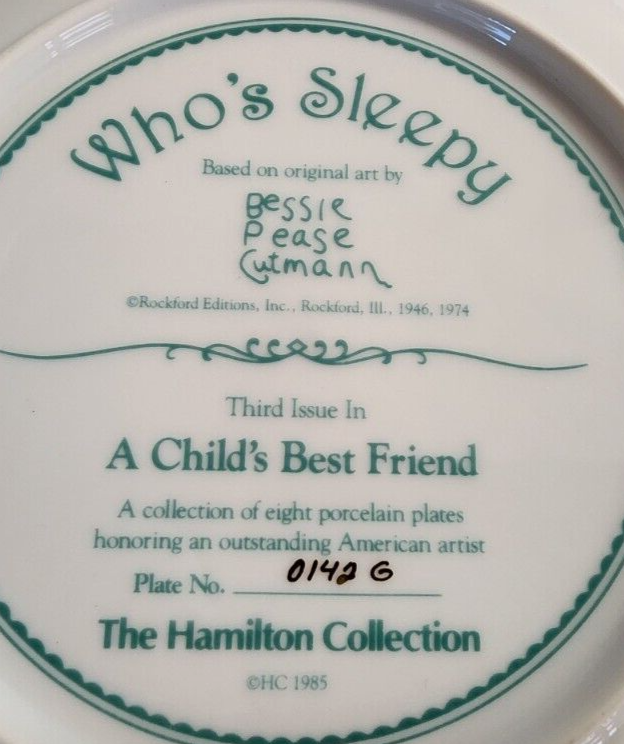 Who's Sleepy
Based on original art by
Bessie
Pease
Gutmann
©Rockford Editions, Inc., Rockford, Ill., 1946, 1974
Third Issue In
A Child's Best Friend
A collection of eight porcelain plates
honoring an outstanding American artist
Plate No. 0142 G
The Hamilton Collection
©HC 1985